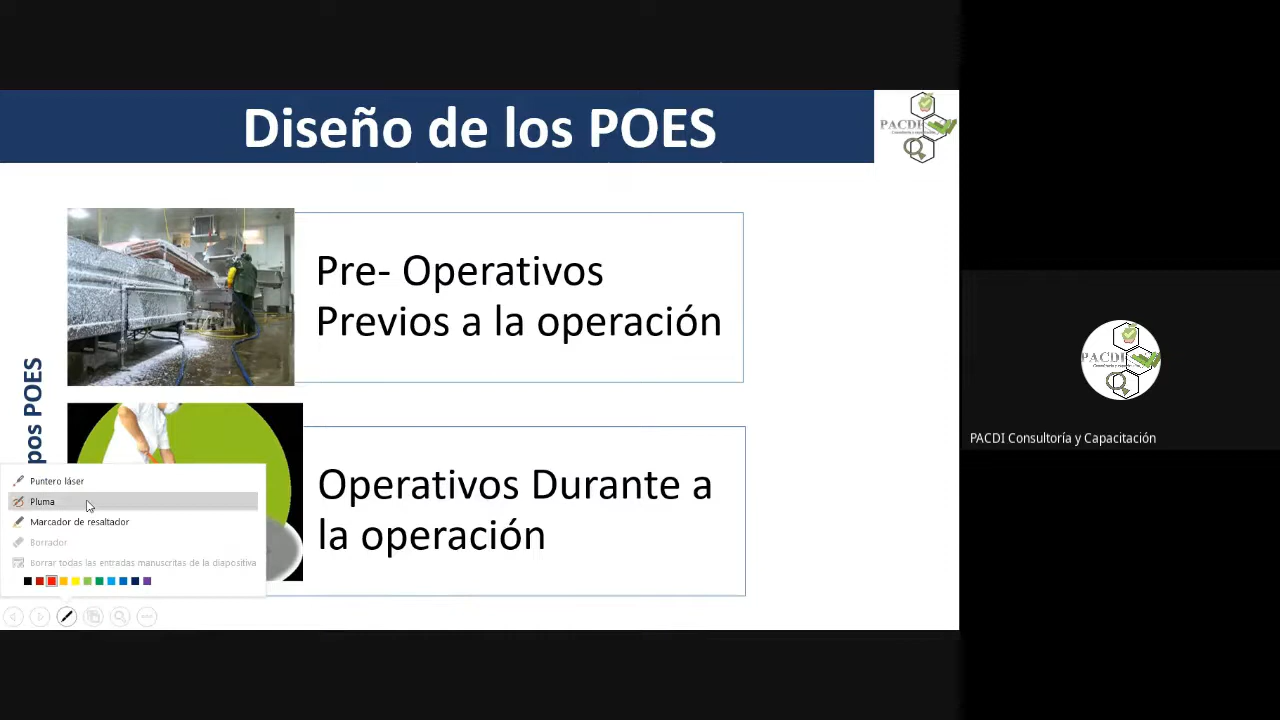 Diseño de los POES
PACDI
Pre- Operativos
Previos a la operación
pos POES
Operativos Durante a
la operación
Puntero láser
Pluma
Marcador de resaltador
Borrador
Borrar todas las entradas manuscritas de la diapositiva
PACDI
PACDI Consultoría y Capacitación